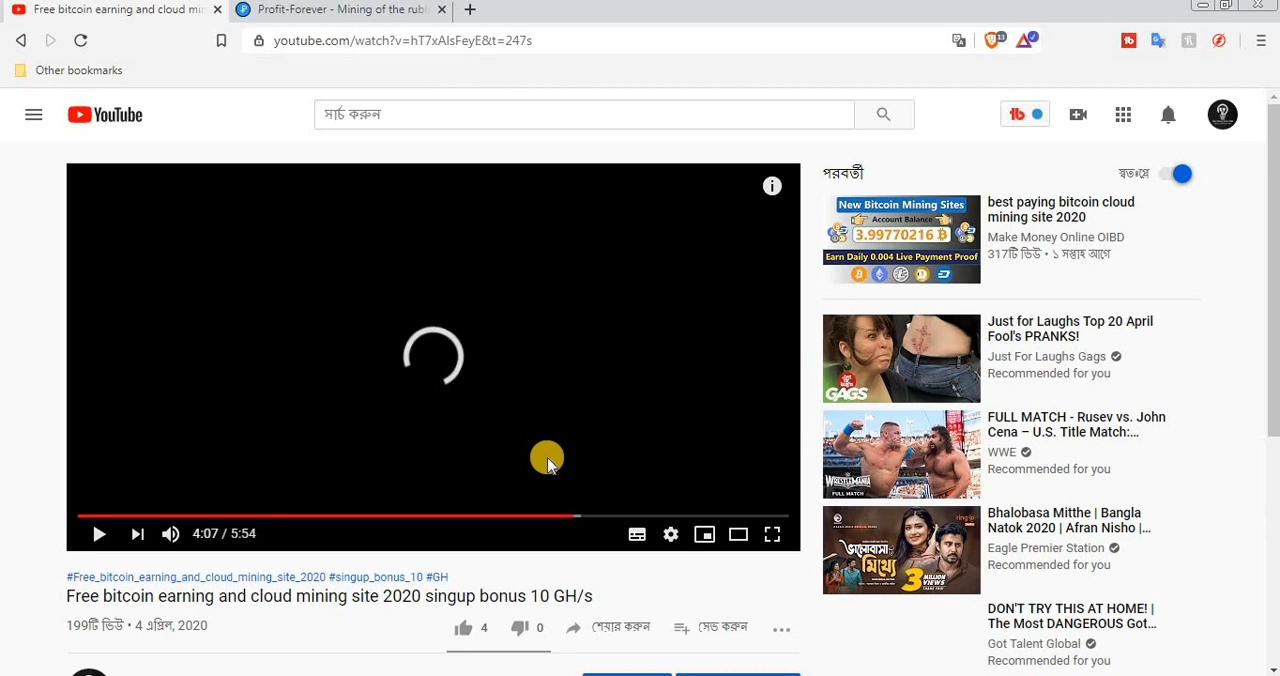 Free bitcoin earning and cloud mi
Profit-Forever - Mining of the rubl
youtube.com/watch?v=hT7xAlsFeyE&t=247s
13
Other bookmarks
YouTube
সার্চ করুন
পরবর্তী
New Bitcoin Mining Sites
Account Balance
3.99770216
Earn Daily 0.004 Live Payment Proof
best paying bitcoin cloud
mining site 2020
Make Money Online OIBD
317টি ভিউ • ১ সপ্তাহ আগে
GAGS
Just for Laughs Top 20 April
Fool's PRANKS!
Just For Laughs Gags
Recommended for you
WRESTLEMANIA
FULL MATCH
FULL MATCH - Rusev vs. John
Cena – U.S. Title Match:...
WWE
Recommended for you
ভালোবাসা
মিথ্যে
3 MILLION
VIEWS
Bhalobasa Mitthe | Bangla
Natok 2020 | Afran Nisho |...
Eagle Premier Station
Recommended for you
DON'T TRY THIS AT HOME! |
The Most DANGEROUS Got...
Got Talent Global
Recommended for you
4:07 / 5:54
#Free_bitcoin_earning_and_cloud_mining_site_2020 #singup_bonus_10 #GH
Free bitcoin earning and cloud mining site 2020 singup bonus 10 GH/s
199টি ভিউ • 4 এপ্রিল, 2020
4
0
শেয়ার করুন
সেভ করুন